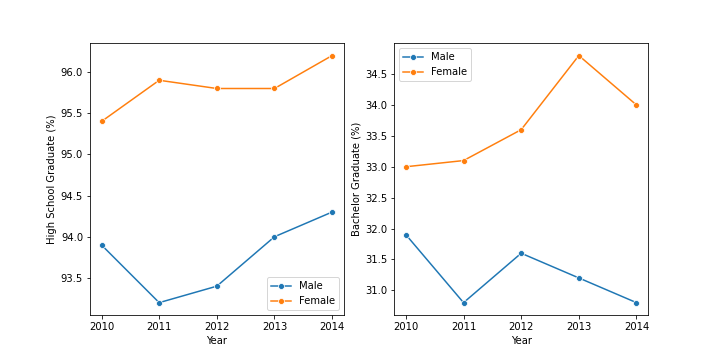 High School Graduate (%)
96.0
95.5
95.0
94.5
94.0
93.5
2010 2011 2012 2013 2014
Year
Male
Female
Bachelor Graduate (%)
34.5
34.0
33.5
33.0
32.5
32.0
31.5
31.0
2010 2011 2012 2013 2014
Year
Male
Female